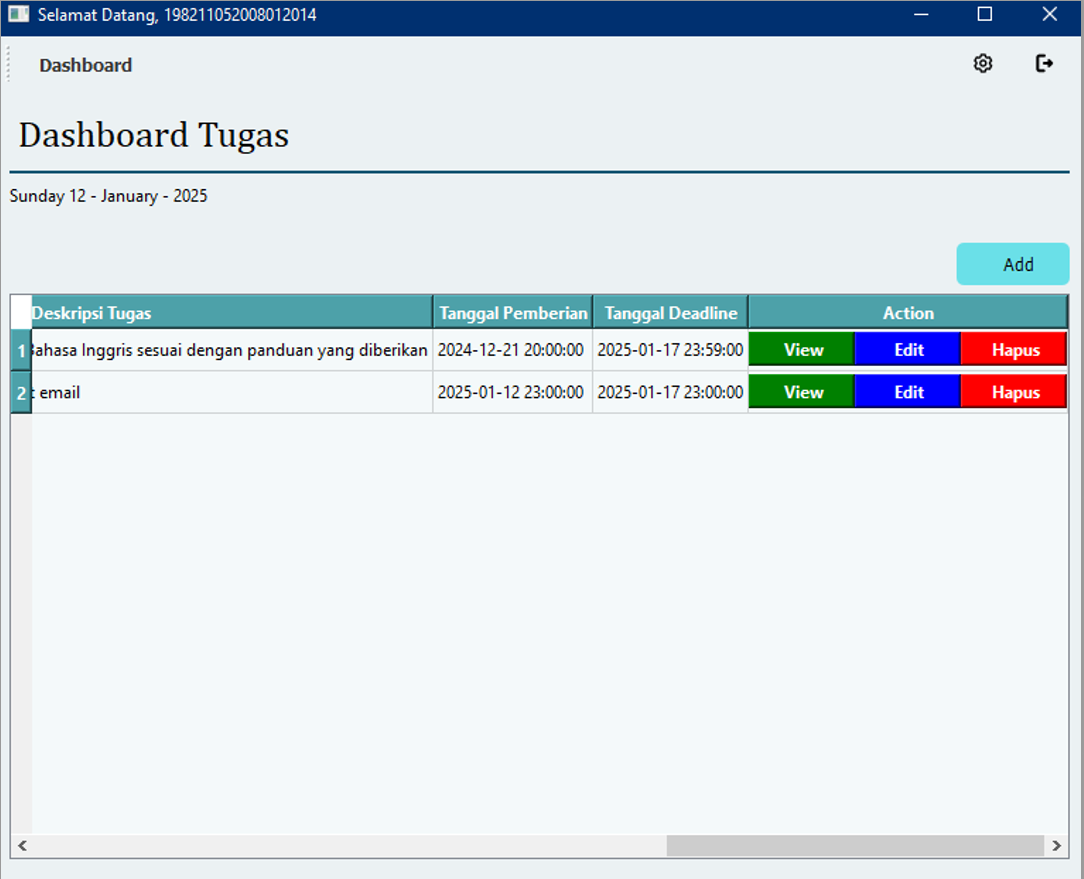 Selamat Datang, 198211052008012014
Dashboard
Dashboard Tugas
Sunday 12 - January - 2025
Add
Deskripsi Tugas Tanggal Pemberian Tanggal Deadline Action
1 Bahasa Inggris sesuai dengan panduan yang diberikan 2024-12-21 20:00:00 2025-01-17 23:59:00 View Edit Hapus
2 email 2025-01-12 23:00:00 2025-01-17 23:00:00 View Edit Hapus